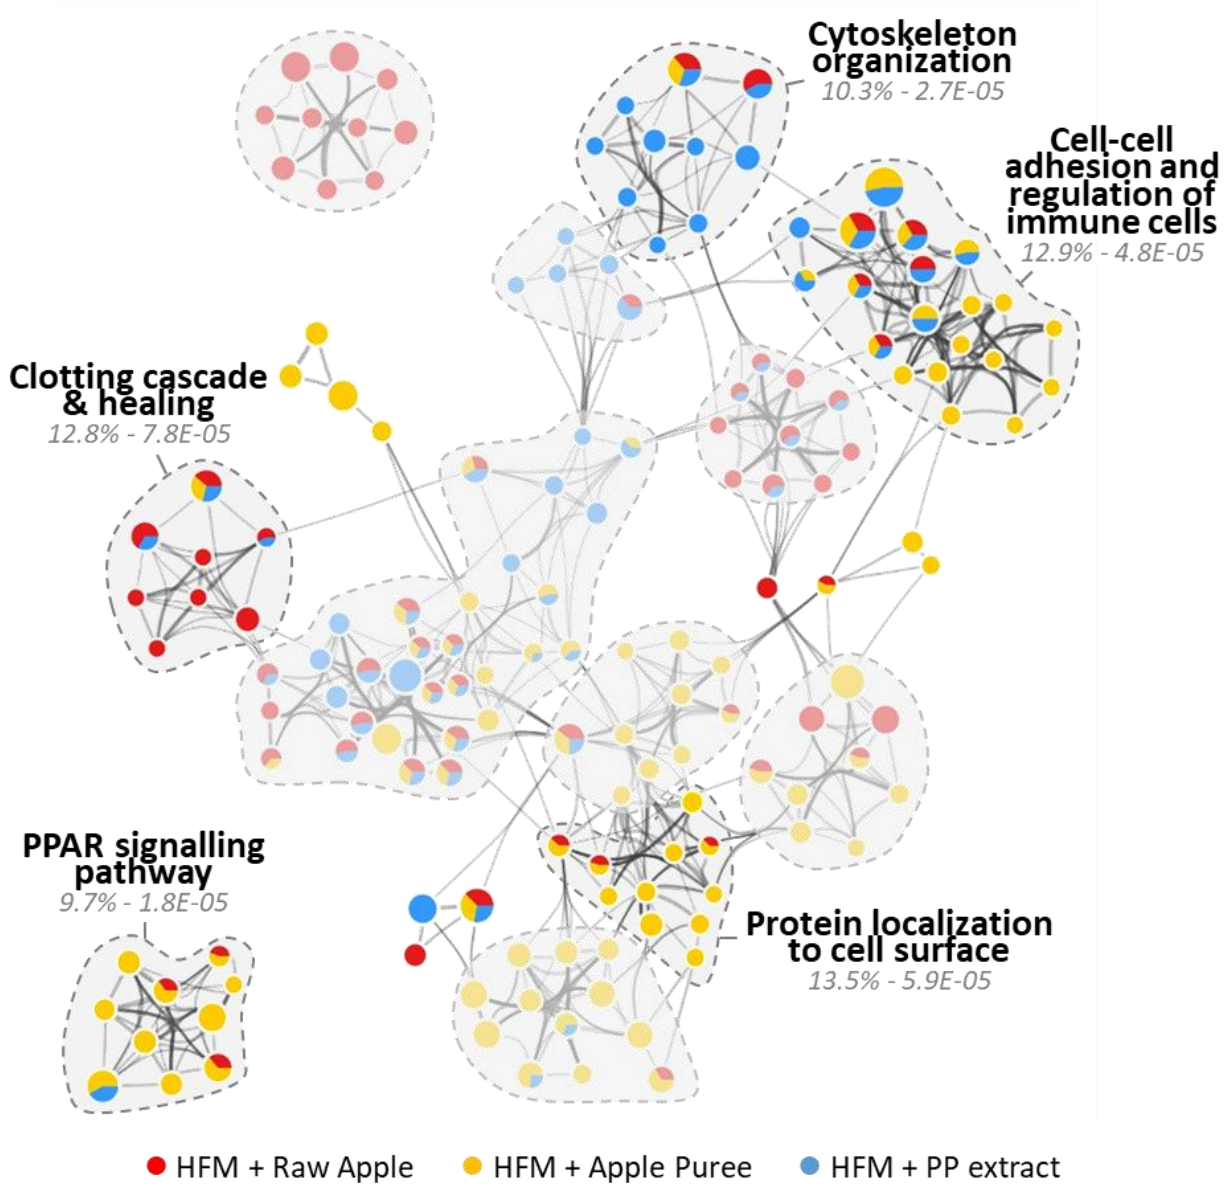 Cytoskeleton
organization
10.3% - 2.7E-05
Cell-cell
adhesion and
regulation of
immune cells
12.9% - 4.8E-05
Clotting cascade
& healing
12.8% - 7.8E-05
PPAR signalling
pathway
9.7% - 1.8E-05
Protein localization
to cell surface
13.5% - 5.9E-05
HFM + Raw Apple
HFM + Apple Puree
HFM + PP extract